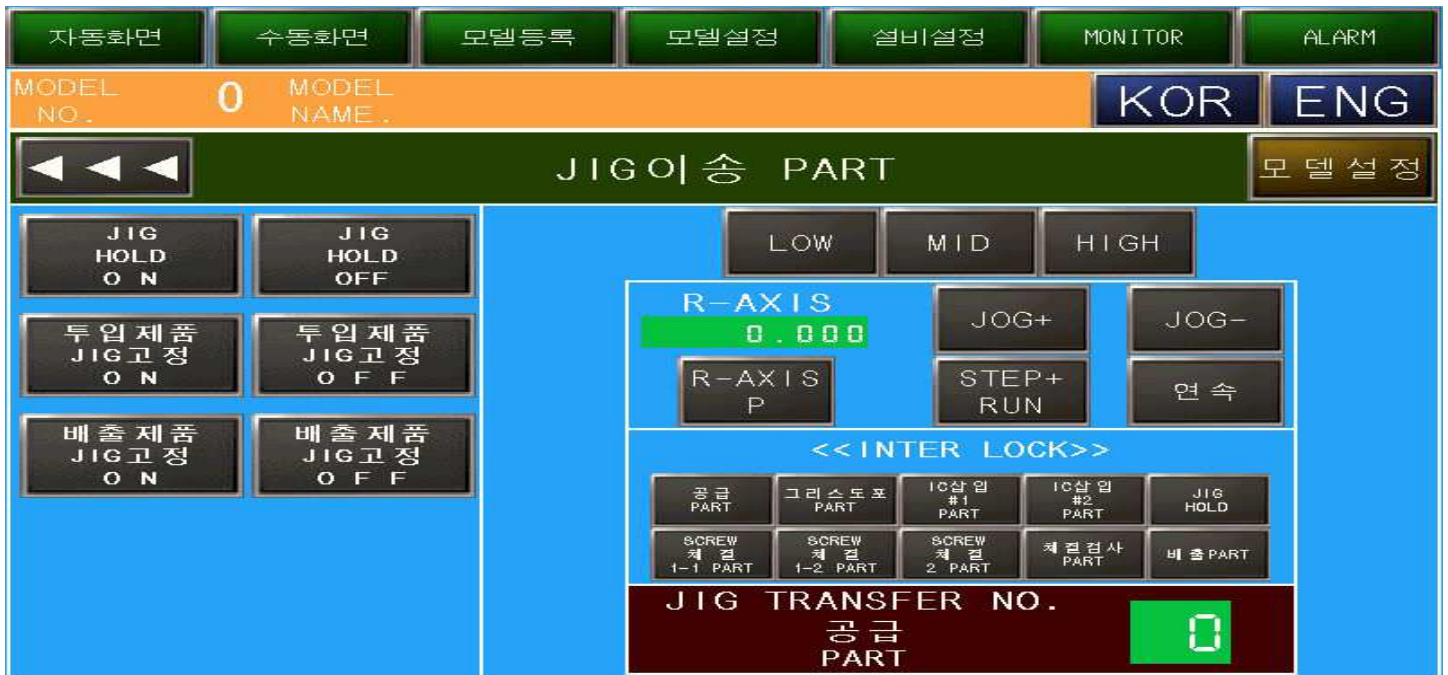 자동화면
수동화면
모델등록
모델설정
설비설정
MONITOR
ALARM
MODEL
NO.
0
MODEL
NAME.
KOR
ENG
◀ ◀ ◀
JIG이송 PART
모델설정
JIG
HOLD
O N
JIG
HOLD
OFF
투입제품
JIG고정
O N
투입제품
JIG고정
O F F
배출제품
JIG고정
O N
배출제품
JIG고정
O F F
LOW
MID
HIGH
R-AXIS
0.000
JOG+
JOG-
R-AXIS
P
STEP+
RUN
연속
<<INTER LOCK>>
공급
PART
그리스도포
PART
IC삽입
#1
PART
IC삽입
#2
PART
JIG
HOLD
SCREW
체 결
1-1 PART
SCREW
체 결
1-2 PART
SCREW
체 결
2 PART
체결검사
PART
배출PART
JIG TRANSFER NO.
공급
PART
0